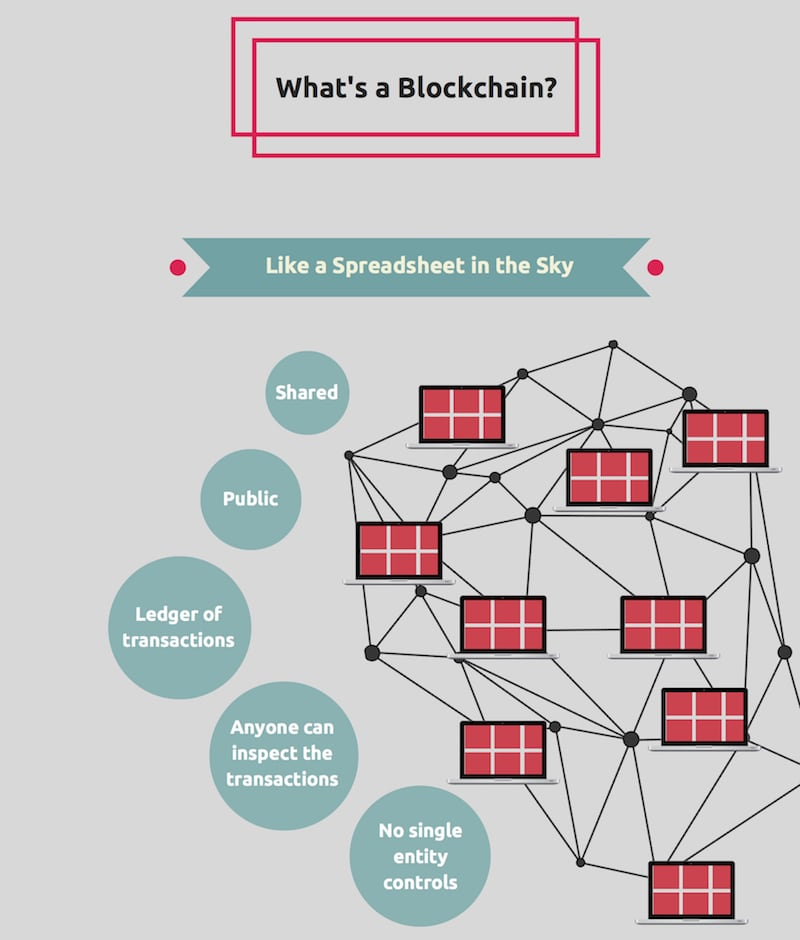 What's a Blockchain?
Like a Spreadsheet in the Sky
Shared
Public
Ledger of
transactions
Anyone can
inspect the
transactions
No single
entity
controls